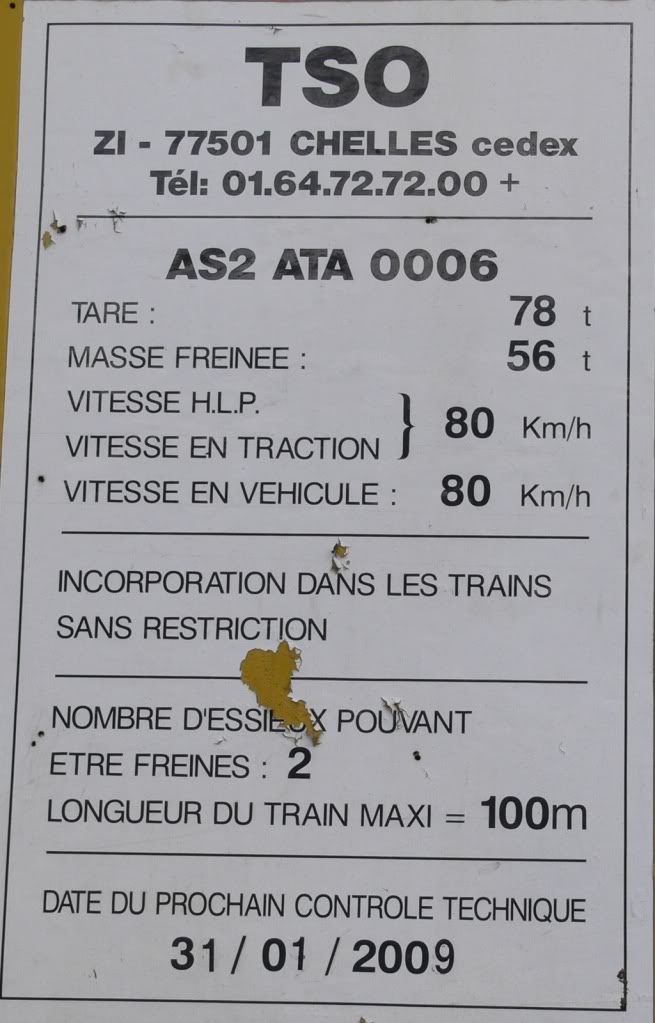 TSO
ZI - 77501 CHELLES cedex
Tél: 01.64.72.72.00 +
AS2 ATA 0006
TARE : 78 t
MASSE FREINEE : 56 t
VITESSE H.L.P.
VITESSE EN TRACTION } 80 Km/h
VITESSE EN VEHICULE : 80 Km/h
INCORPORATION DANS LES TRAINS
SANS RESTRICTION
NOMBRE D'ESSIEUX POUVANT
ETRE FREINES : 2
LONGUEUR DU TRAIN MAXI = 100m
DATE DU PROCHAIN CONTROLE TECHNIQUE
31 / 01 / 2009